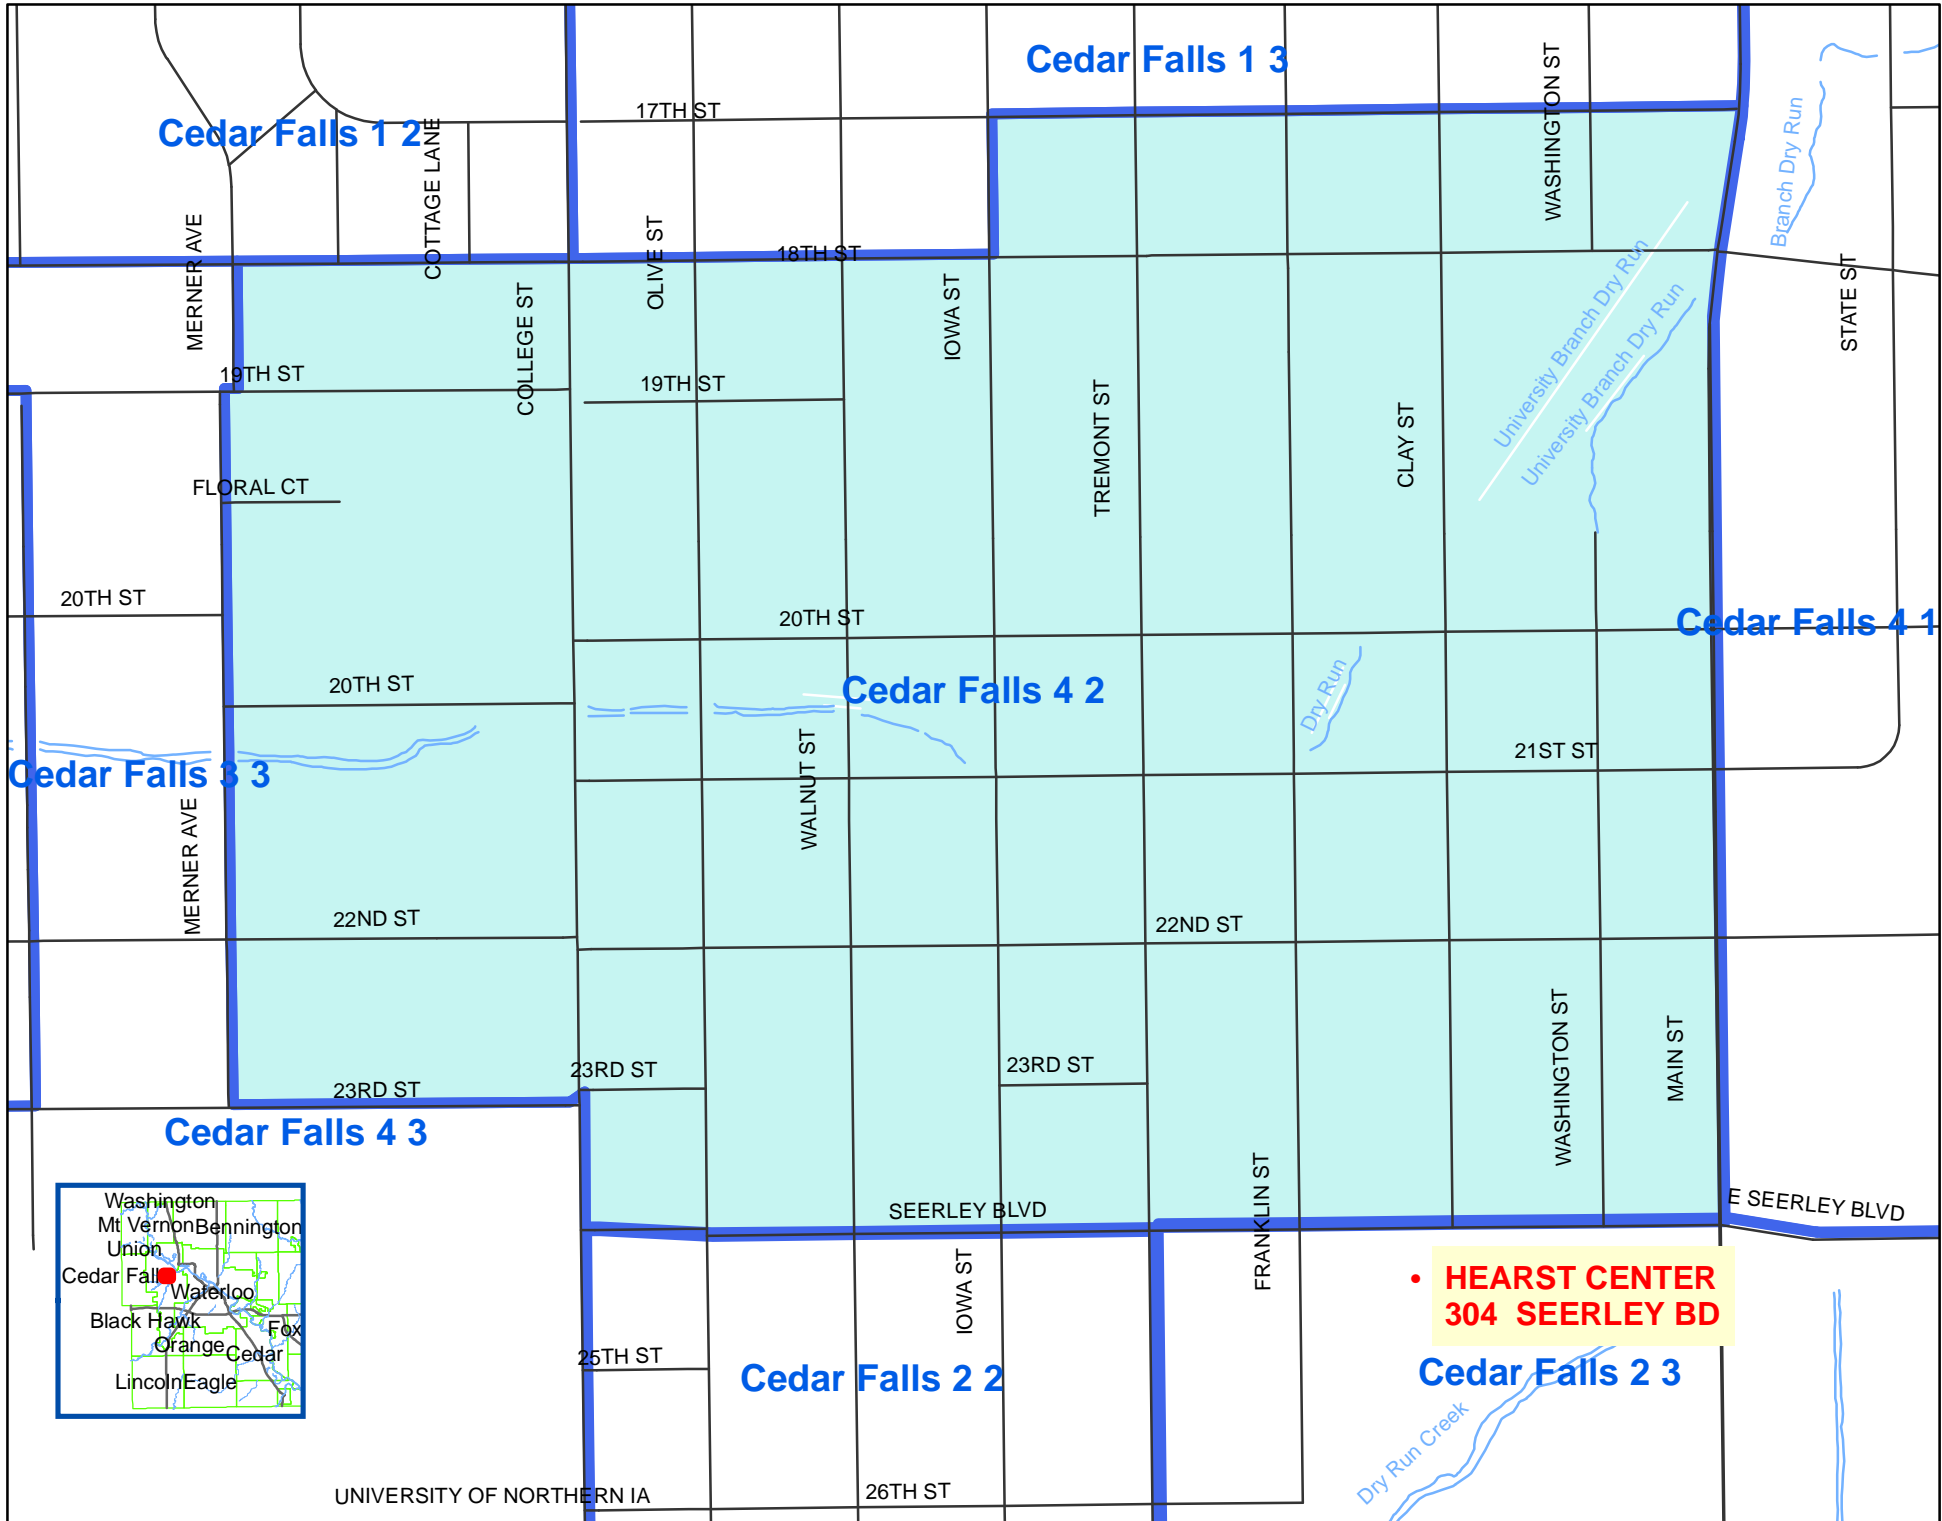 Cedar Falls 1 3
WASHINGTON ST
17TH ST
Cedar Falls 1 2
COTTAGE LANE
Branch Dry Run
MERNER AVE
OLIVE ST
18TH ST
IOWA ST
COLLEGE ST
University Branch Dry Run
University Branch Dry Run
STATE ST
19TH ST
19TH ST
TREMONT ST
CLAY ST
FLORAL CT
20TH ST
20TH ST
Cedar Falls 4 1
20TH ST
Cedar Falls 4 2
Dry Run
21ST ST
Cedar Falls 3 3
WALNUT ST
MERNER AVE
22ND ST
22ND ST
WASHINGTON ST
MAIN ST
23RD ST
23RD ST
23RD ST
Cedar Falls 4 3
SEERLEY BLVD
E SEERLEY BLVD
FRANKLIN ST
IOWA ST
Washington
Mt Vernon
Bennington
Union
Cedar Fall
Waterloo
Black Hawk
Fox
Orange
Cedar
Lincoln
Eagle
• HEARST CENTER
304 SEERLEY BD
25TH ST
Cedar Falls 2 2
Cedar Falls 2 3
Dry Run Creek
UNIVERSITY OF NORTHERN IA
26TH ST